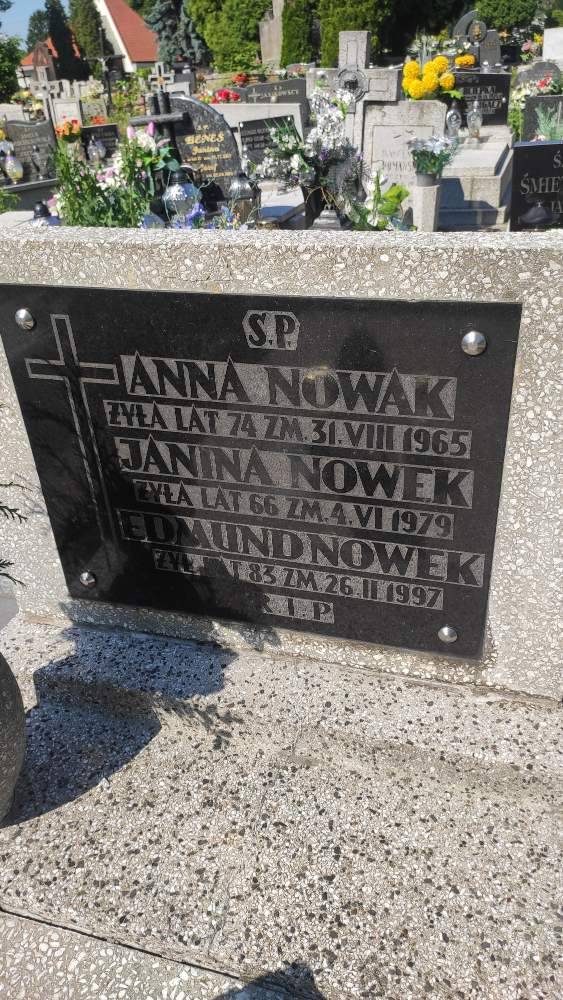 BENEŚ
S.P.
ANNA NOWAK
ŻYŁA LAT 74 ZM. 31.VIII 1965
JANINA NOWEK
ŻYŁA LAT 66 ZM. 4.VI 1979
EDMUND NOWEK
ŻYŁ LAT 83 ZM 26 II 1997
R.I.P